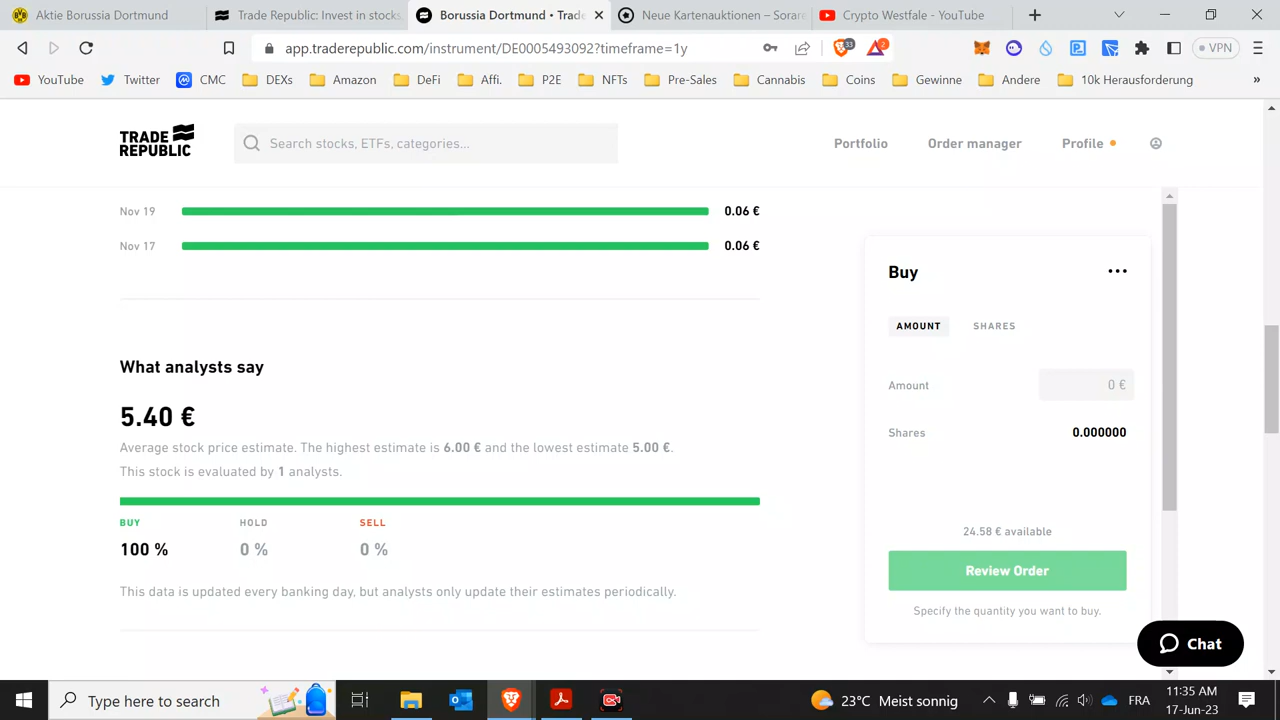 Aktie Borussia Dortmund
Trade Republic: Invest in stocks,
Borussia Dortmund • Trade
Neue Kartenauktionen – Sorare
Crypto Westfale - YouTube
app.traderepublic.com/instrument/DE0005493092?timeframe=1y
33
2
VPN
YouTube
Twitter
CMC
DEXs
Amazon
DeFi
Affi.
P2E
NFTs
Pre-Sales
Cannabis
Coins
Gewinne
Andere
10k Herausforderung
»
TRADE
REPUBLIC
Search stocks, ETFs, categories...
Portfolio
Order manager
Profile
Nov 19
0.06 €
Nov 17
0.06 €
Buy
AMOUNT
SHARES
What analysts say
Amount
0 €
5.40 €
Shares
0.000000
Average stock price estimate. The highest estimate is 6.00 € and the lowest estimate 5.00 €.
This stock is evaluated by 1 analysts.
BUY
HOLD
SELL
100 %
0 %
0 %
24.58 € available
Review Order
This data is updated every banking day, but analysts only update their estimates periodically.
Specify the quantity you want to buy.
Chat
Type here to search
23°C Meist sonnig
FRA
11:35 AM
17-Jun-23